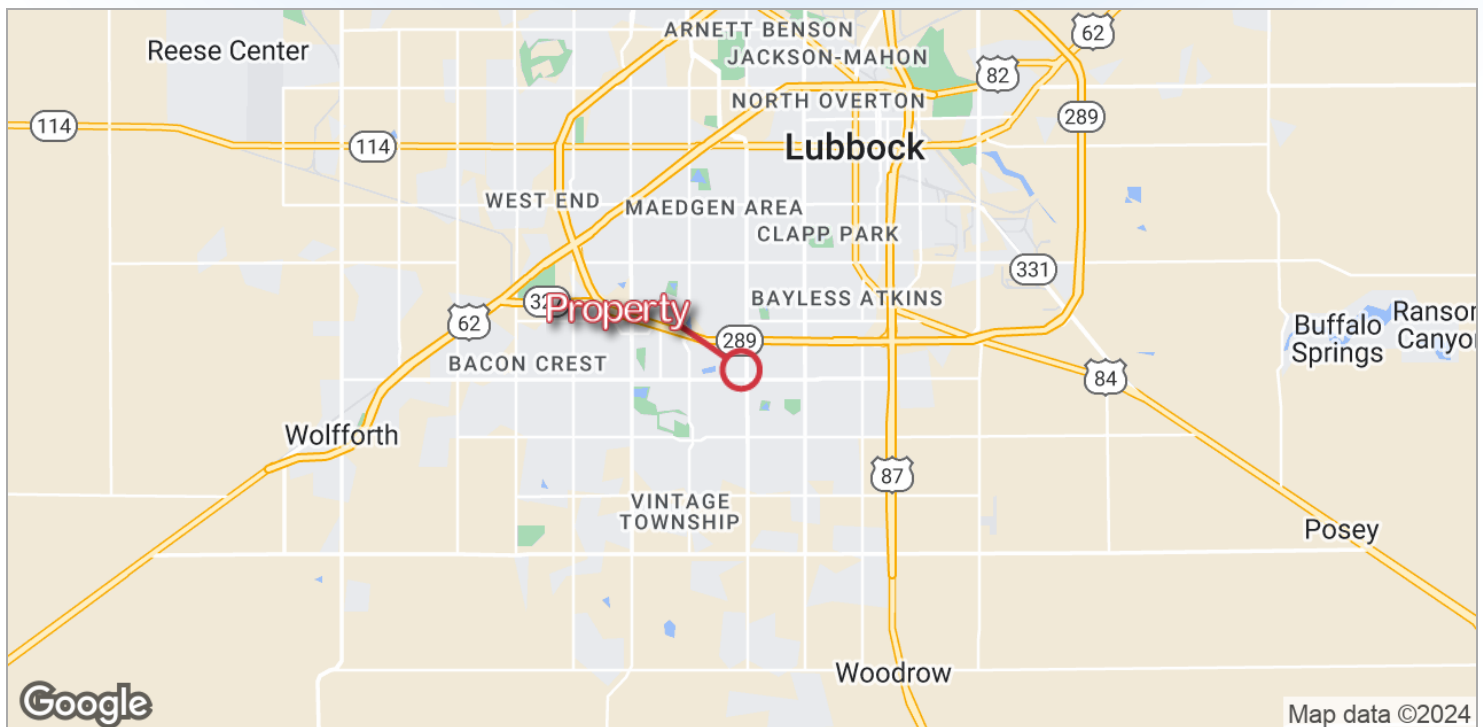 ARNETT BENSON
62
Reese Center
JACKSON-MAHON
82
NORTH OVERTON
289
114
114
Lubbock
WEST END
MAEDGEN AREA
CLAPP PARK
331
BAYLESS ATKINS
Property
62
289
Buffalo
Springs
Canyo
BACON CREST
84
Wolfforth
87
VINTAGE
TOWNSHIP
Posey
Woodrow
Google
Map data ©2024